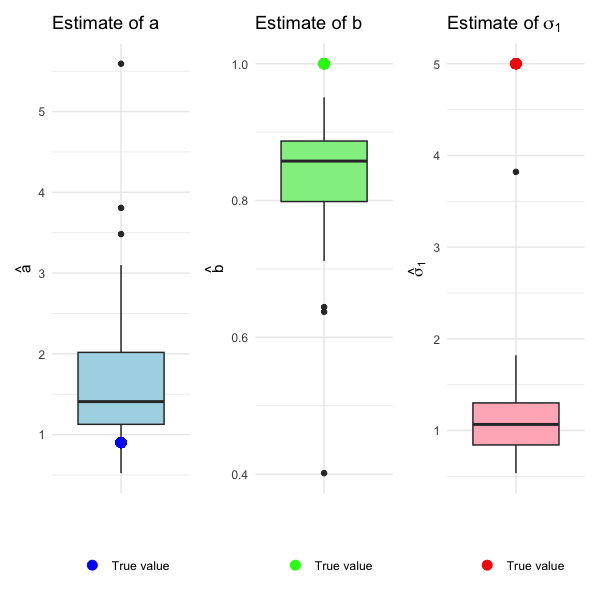 Estimate of a
Estimate of b
Estimate of σ₁
â
5
4
3
2
1
b̂
1.0
0.8
0.6
0.4
σ̂₁
5
4
3
2
1
True value
True value
True value